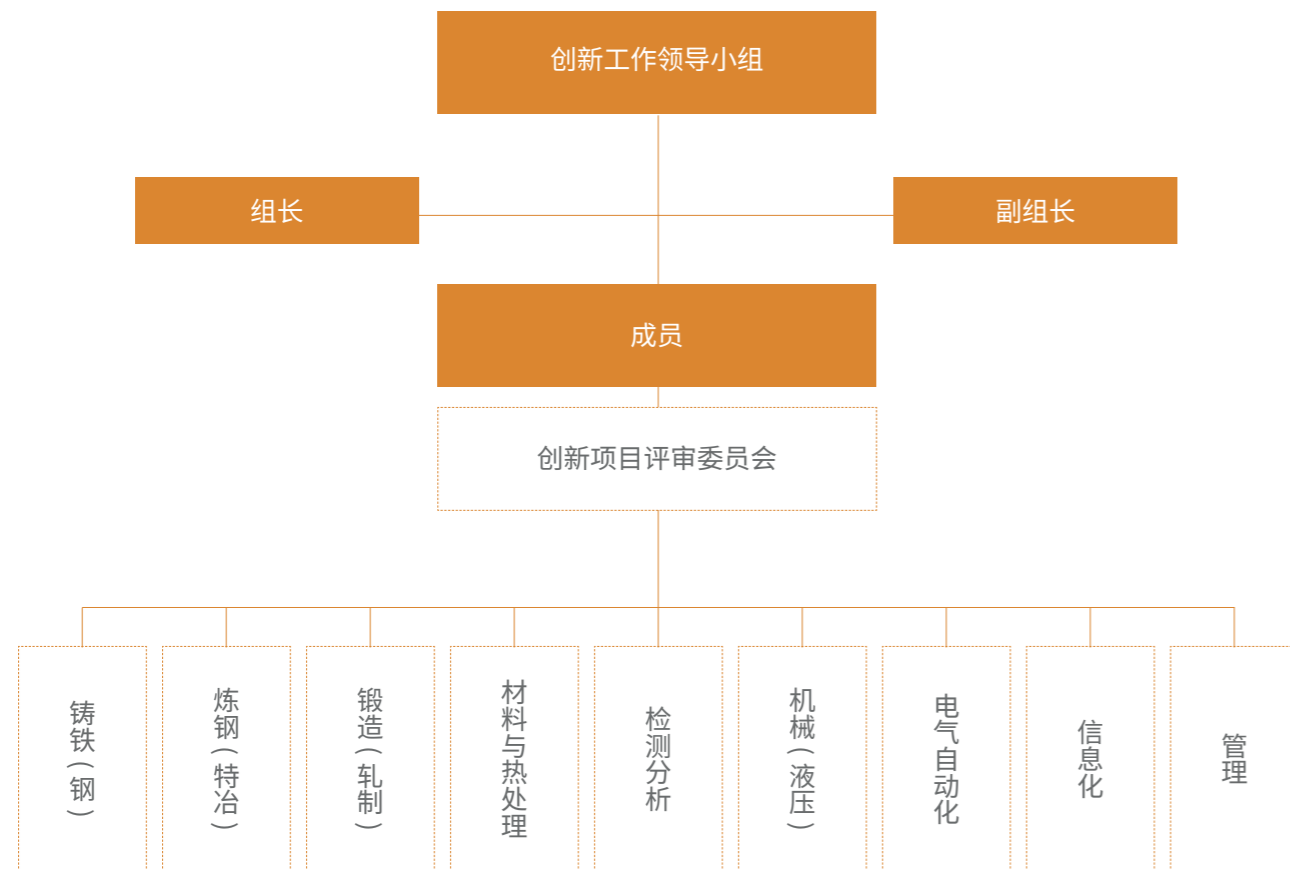 创新工作领导小组
组长
副组长
成员
创新项目评审委员会
铸铁(钢)
炼钢(特冶)
锻造(轧制)
材料与热处理
检测分析
机械(液压)
电气自动化
信息化
管理